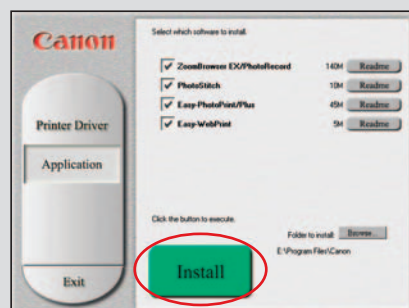 Canon
Select which software to install.
ZoomBrowser EX/PhotoRecord 140M Readme
PhotoStitch 10M Readme
Easy-PhotoPrint/Plus 45M Readme
Easy-WebPrint 5M Readme
Printer Driver
Application
Click the button to execute.
Folder to install: Browse...
E:\Program Files\Canon
Install
Exit